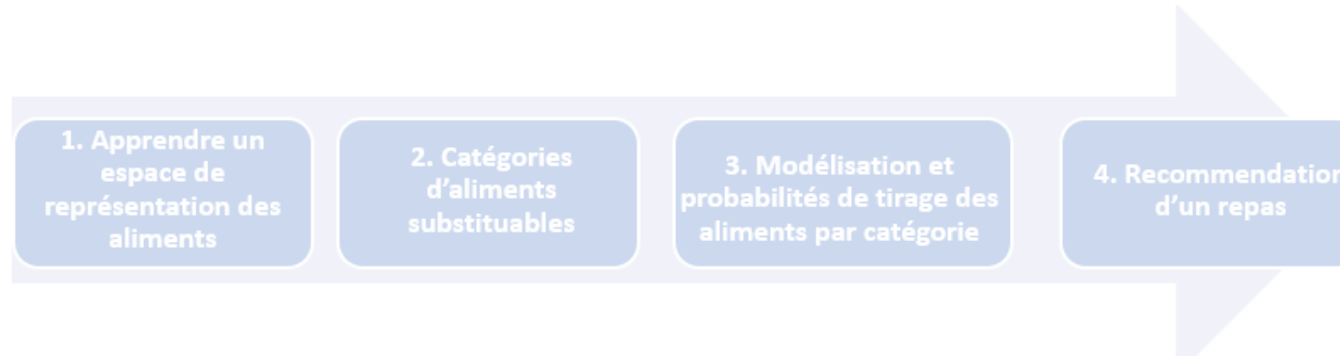 1. Apprendre un
espace de
représentation des
aliments
2. Catégories
d'aliments
substituables
3. Modélisation et
probabilités de tirage des
aliments par catégorie
4. Recommendation
d'un repas